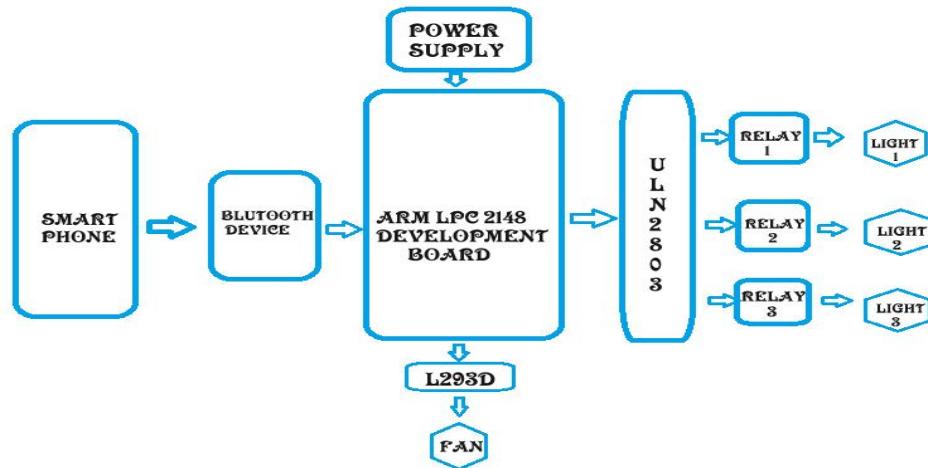 POWER
SUPPLY
SMART
PHONE
BLUTOOTH
DEVICE
ARM LPC 2148
DEVELOPMENT
BOARD
U
L
N
2
8
0
3
RELAY
1
LIGHT
1
RELAY
2
LIGHT
2
RELAY
3
LIGHT
3
L293D
FAN